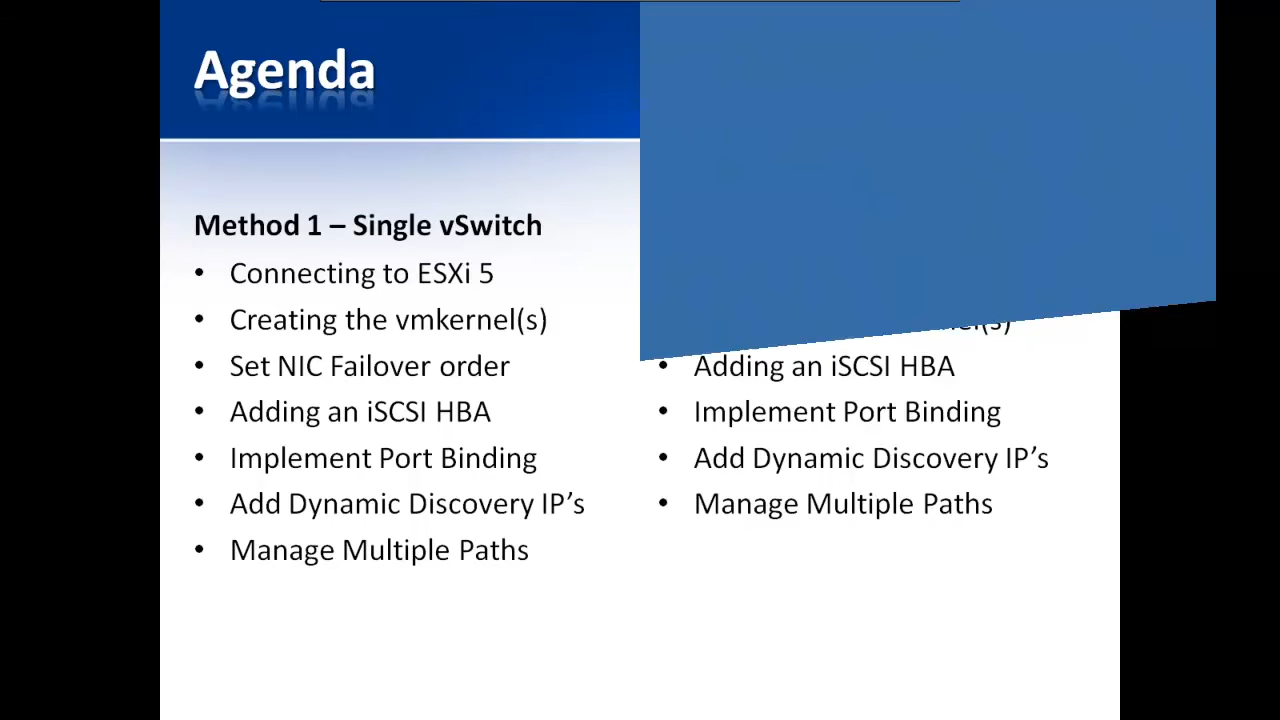 Agenda
Method 1 – Single vSwitch
• Connecting to ESXi 5
• Creating the vmkernel(s)
• Set NIC Failover order
• Adding an iSCSI HBA
• Implement Port Binding
• Add Dynamic Discovery IP’s
• Manage Multiple Paths
• Adding an iSCSI HBA
• Implement Port Binding
• Add Dynamic Discovery IP’s
• Manage Multiple Paths